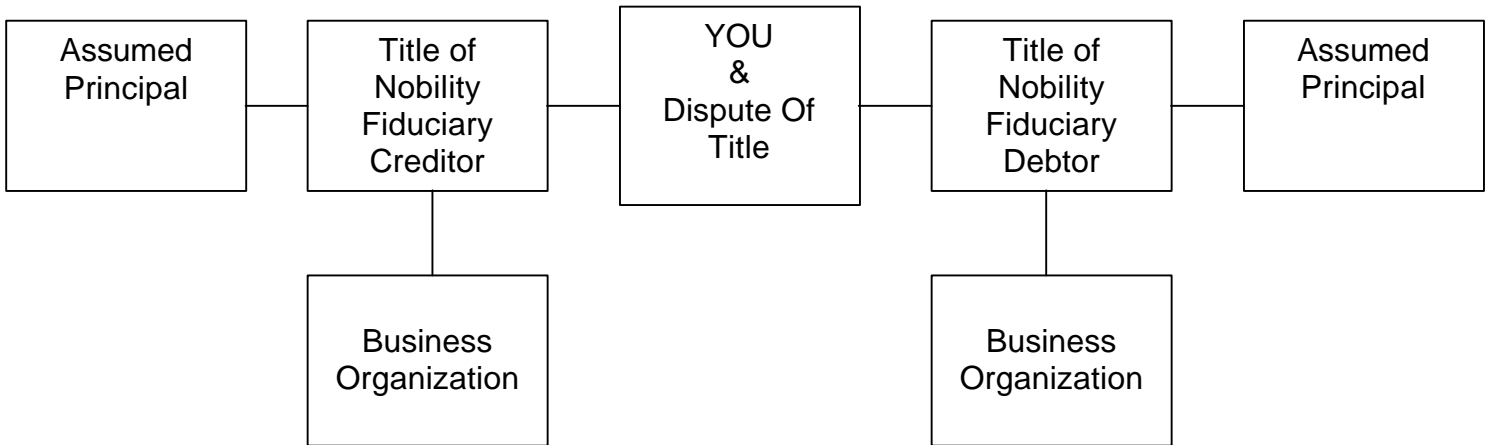 Assumed
Principal
Title of
Nobility
Fiduciary
Creditor
YOU
&
Dispute Of
Title
Title of
Nobility
Fiduciary
Debtor
Assumed
Principal
Business
Organization
Business
Organization